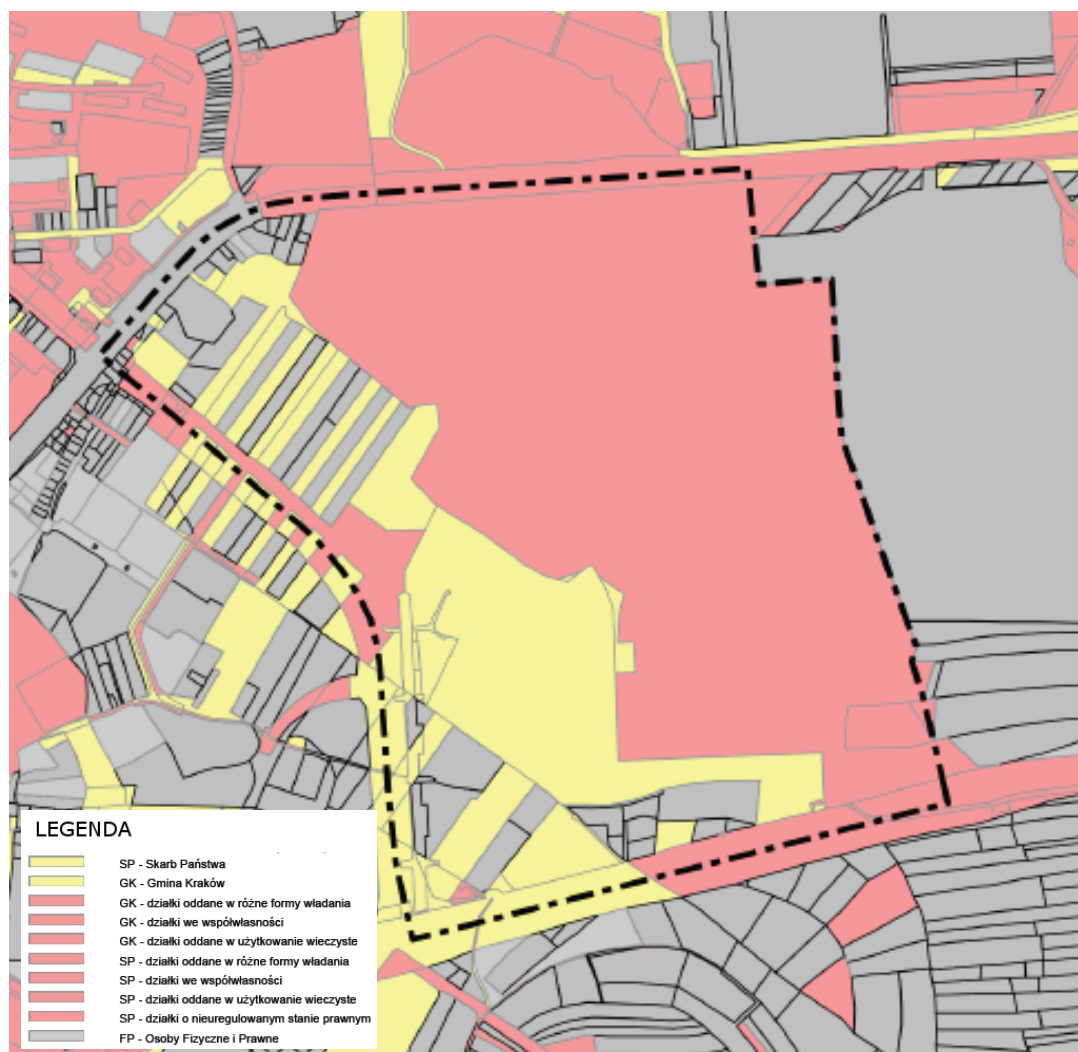 LEGENDA
SP - Skarb Państwa
GK - Gmina Kraków
GK - działki oddane w różne formy władania
GK - działki we współwłasności
GK - działki oddane w użytkowanie wieczyste
SP - działki oddane w różne formy władania
SP - działki we współwłasności
SP - działki oddane w użytkowanie wieczyste
SP - działki o nieuregulowanym stanie prawnym
FP - Osoby Fizyczne i Prawne